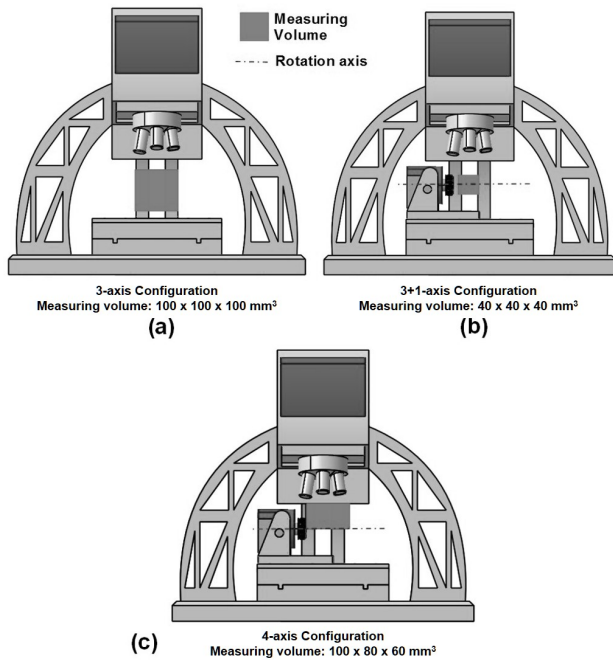 Measuring
Volume
Rotation axis
3-axis Configuration
Measuring volume: 100 x 100 x 100 mm³
(a)
3+1-axis Configuration
Measuring volume: 40 x 40 x 40 mm³
(b)
4-axis Configuration
Measuring volume: 100 x 80 x 60 mm³
(c)